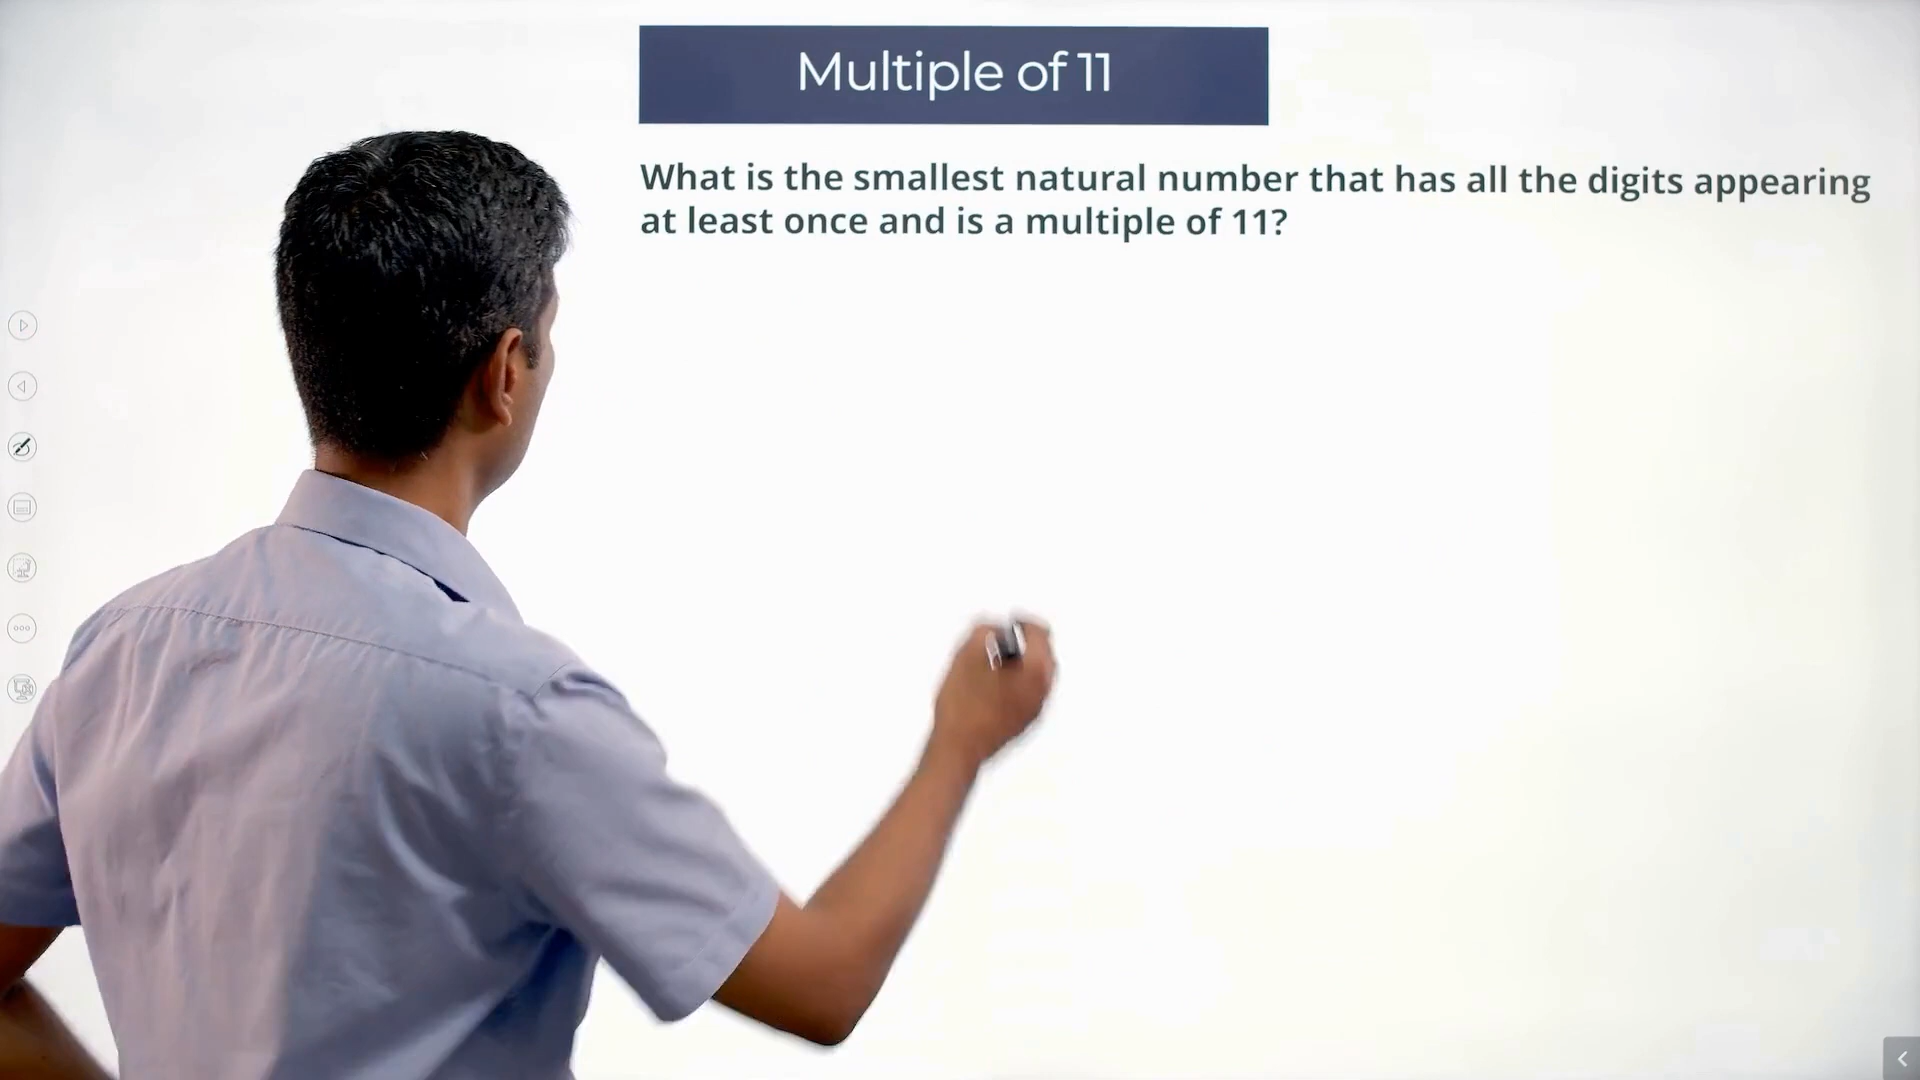 Multiple of 11
What is the smallest natural number that has all the digits appearing
at least once and is a multiple of 11?